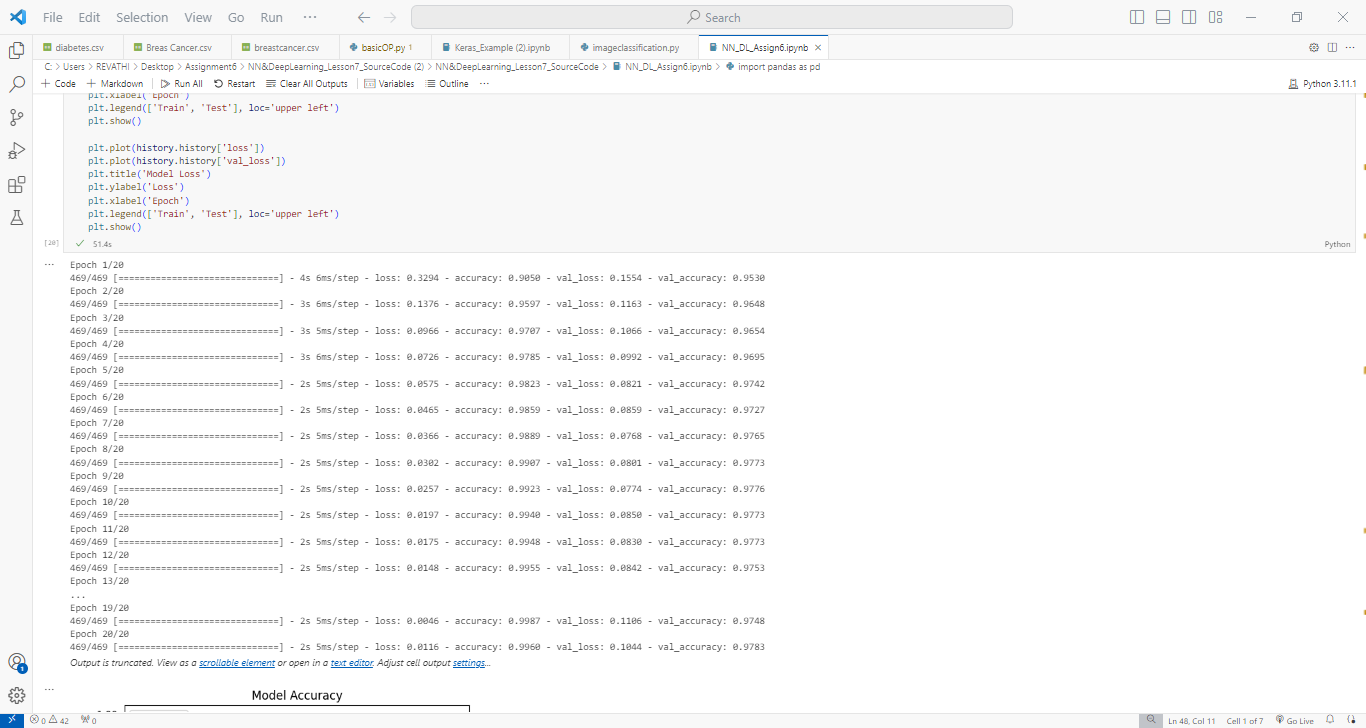 File Edit Selection View Go Run ··· Search
diabetes.csv Breas Cancer.csv breastcancer.csv basicOP.py 1 Keras_Example (2).ipynb imageclassification.py NN_DL_Assign6.ipynb
C: > Users > REVATHI > Desktop > Assignment6 > NN&DeepLearning_Lesson7_SourceCode (2) > NN&DeepLearning_Lesson7_SourceCode > NN_DL_Assign6.ipynb > import pandas as pd
+ Code + Markdown Run All Restart Clear All Outputs Variables Outline ··· Python 3.11.1
plt.xlabel('Epoch')
plt.legend(['Train', 'Test'], loc='upper left')
plt.show()
plt.plot(history.history['loss'])
plt.plot(history.history['val_loss'])
plt.title('Model Loss')
plt.ylabel('Loss')
plt.xlabel('Epoch')
plt.legend(['Train', 'Test'], loc='upper left')
plt.show()
[20] ✓ 51.4s Python
··· Epoch 1/20
469/469 [==============================] - 4s 6ms/step - loss: 0.3294 - accuracy: 0.9050 - val_loss: 0.1554 - val_accuracy: 0.9530
Epoch 2/20
469/469 [==============================] - 3s 6ms/step - loss: 0.1376 - accuracy: 0.9597 - val_loss: 0.1163 - val_accuracy: 0.9648
Epoch 3/20
469/469 [==============================] - 3s 5ms/step - loss: 0.0966 - accuracy: 0.9707 - val_loss: 0.1066 - val_accuracy: 0.9654
Epoch 4/20
469/469 [==============================] - 3s 6ms/step - loss: 0.0726 - accuracy: 0.9785 - val_loss: 0.0992 - val_accuracy: 0.9695
Epoch 5/20
469/469 [==============================] - 2s 5ms/step - loss: 0.0575 - accuracy: 0.9823 - val_loss: 0.0821 - val_accuracy: 0.9742
Epoch 6/20
469/469 [==============================] - 2s 5ms/step - loss: 0.0465 - accuracy: 0.9859 - val_loss: 0.0859 - val_accuracy: 0.9727
Epoch 7/20
469/469 [==============================] - 2s 5ms/step - loss: 0.0366 - accuracy: 0.9889 - val_loss: 0.0768 - val_accuracy: 0.9765
Epoch 8/20
469/469 [==============================] - 2s 5ms/step - loss: 0.0302 - accuracy: 0.9907 - val_loss: 0.0801 - val_accuracy: 0.9773
Epoch 9/20
469/469 [==============================] - 2s 5ms/step - loss: 0.0257 - accuracy: 0.9923 - val_loss: 0.0774 - val_accuracy: 0.9776
Epoch 10/20
469/469 [==============================] - 2s 5ms/step - loss: 0.0197 - accuracy: 0.9940 - val_loss: 0.0850 - val_accuracy: 0.9773
Epoch 11/20
469/469 [==============================] - 2s 5ms/step - loss: 0.0175 - accuracy: 0.9948 - val_loss: 0.0830 - val_accuracy: 0.9773
Epoch 12/20
469/469 [==============================] - 2s 5ms/step - loss: 0.0148 - accuracy: 0.9955 - val_loss: 0.0842 - val_accuracy: 0.9753
Epoch 13/20
...
Epoch 19/20
469/469 [==============================] - 2s 5ms/step - loss: 0.0046 - accuracy: 0.9987 - val_loss: 0.1106 - val_accuracy: 0.9748
Epoch 20/20
469/469 [==============================] - 2s 5ms/step - loss: 0.0116 - accuracy: 0.9960 - val_loss: 0.1044 - val_accuracy: 0.9783
Output is truncated. View as a scrollable element or open in a text editor. Adjust cell output settings...
···
Model Accuracy
0 42 0 Ln 48, Col 11 Cell 1 of 7 Go Live